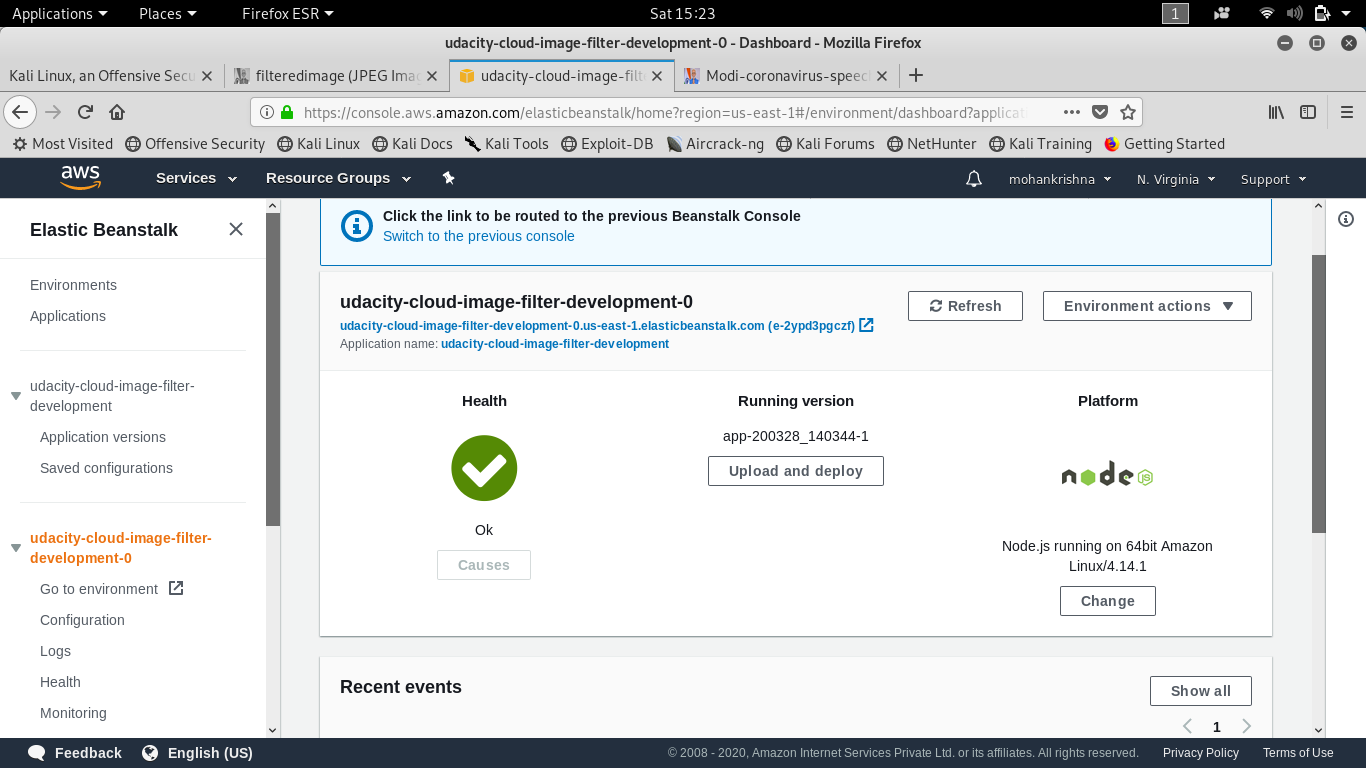 Applications Places Firefox ESR Sat 15:23 1
udacity-cloud-image-filter-development-0 - Dashboard - Mozilla Firefox
Kali Linux, an Offensive Secu filteredimage (JPEG Imag udacity-cloud-image-filt Modi-coronavirus-speech
https://console.aws.amazon.com/elasticbeanstalk/home?region=us-east-1#/environment/dashboard?applicati
Most Visited Offensive Security Kali Linux Kali Docs Kali Tools Exploit-DB Aircrack-ng Kali Forums NetHunter Kali Training Getting Started
aws Services Resource Groups mohankrishna N. Virginia Support
Elastic Beanstalk
Environments
Applications
udacity-cloud-image-filter-
development
Application versions
Saved configurations
udacity-cloud-image-filter-
development-0
Go to environment
Configuration
Logs
Health
Monitoring
Click the link to be routed to the previous Beanstalk Console
Switch to the previous console
udacity-cloud-image-filter-development-0
udacity-cloud-image-filter-development-0.us-east-1.elasticbeanstalk.com (e-2ypd3pgczf)
Application name: udacity-cloud-image-filter-development
Refresh Environment actions
Health
Ok
Causes
Running version
app-200328_140344-1
Upload and deploy
Platform
node JS
Node.js running on 64bit Amazon
Linux/4.14.1
Change
Recent events
Show all
1
Feedback English (US) © 2008 - 2020, Amazon Internet Services Private Ltd. or its affiliates. All rights reserved. Privacy Policy Terms of Use